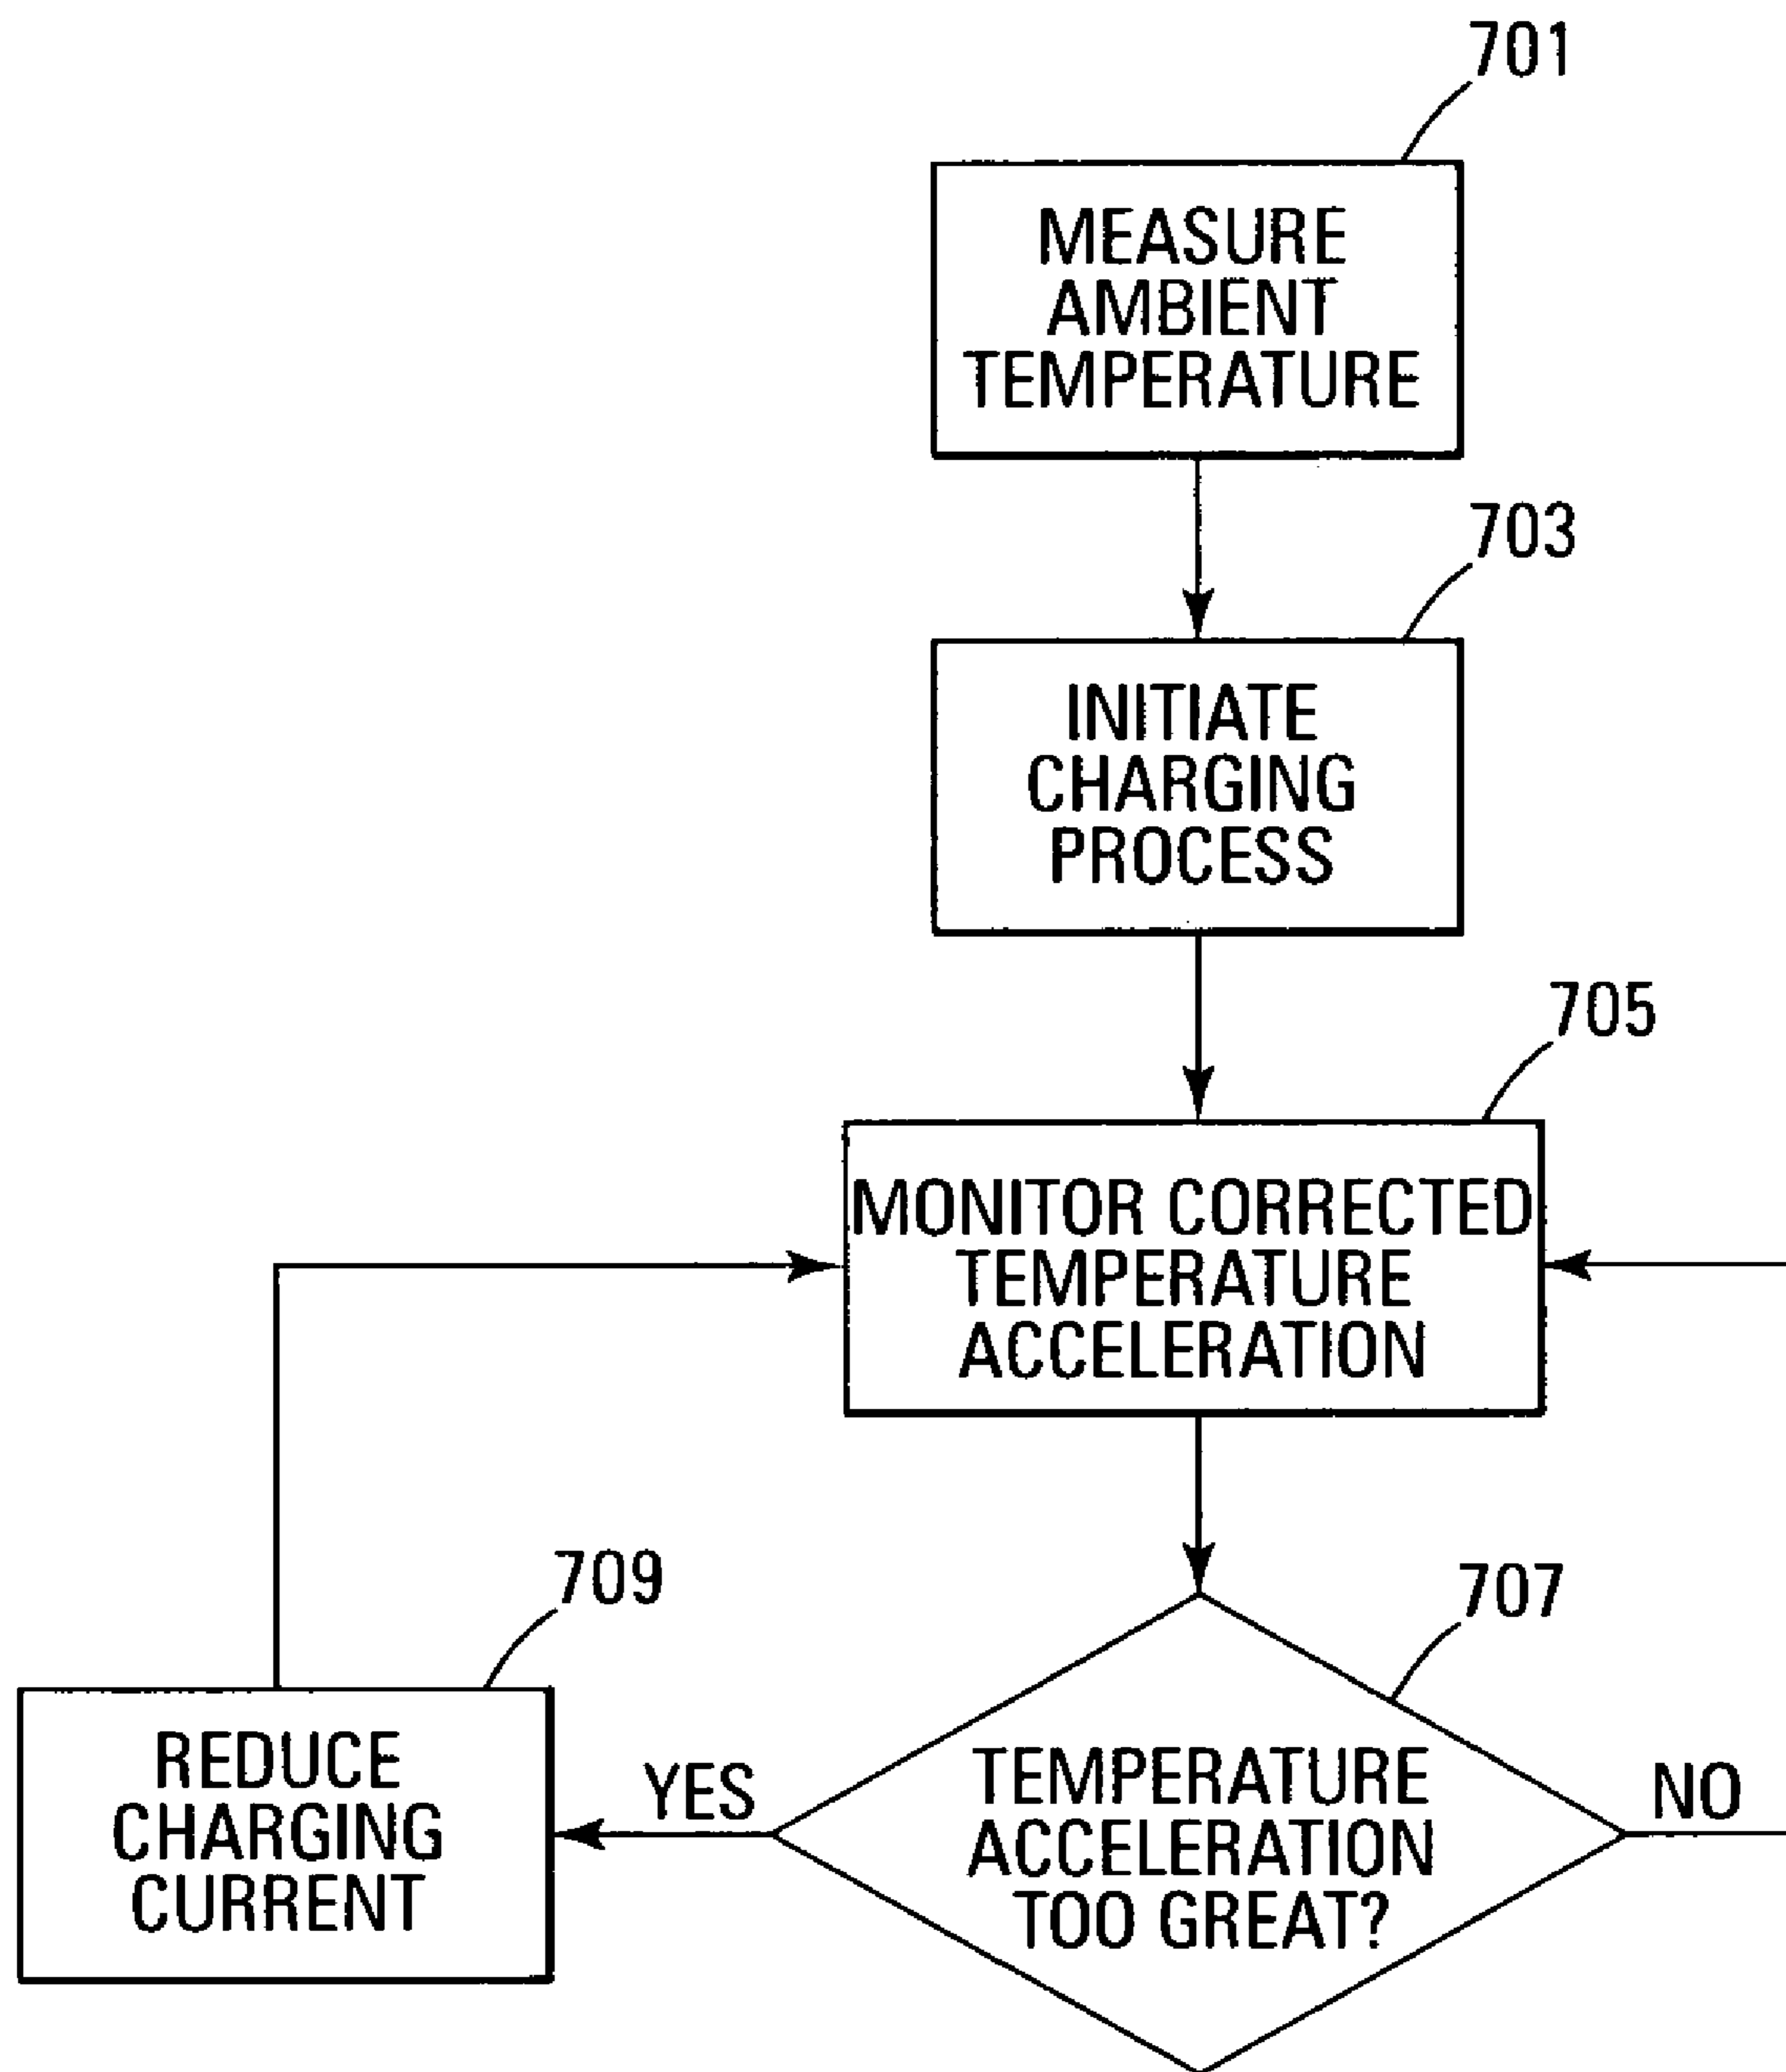 701
MEASURE
AMBIENT
TEMPERATURE
703
INITIATE
CHARGING
PROCESS
705
MONITOR CORRECTED
TEMPERATURE
ACCELERATION
709
707
REDUCE
CHARGING
CURRENT
YES
TEMPERATURE
ACCELERATION
TOO GREAT?
NO